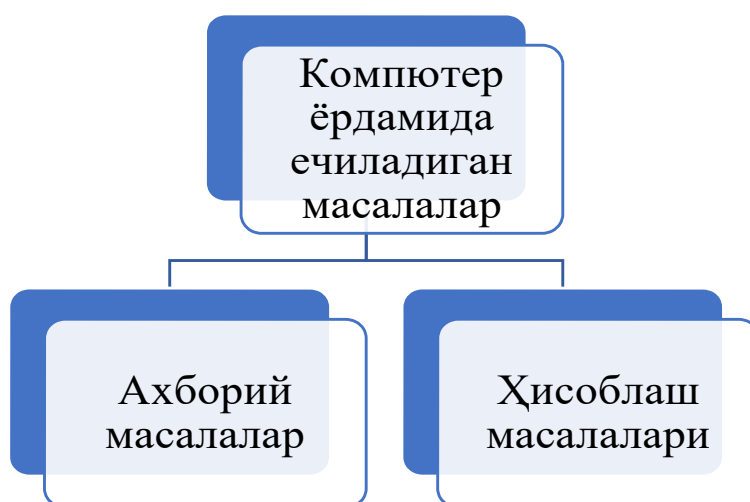 Компютер
ёрдамида
ечиладиган
масалалар
Ахборий
масалалар
Ҳисоблаш
масалалари